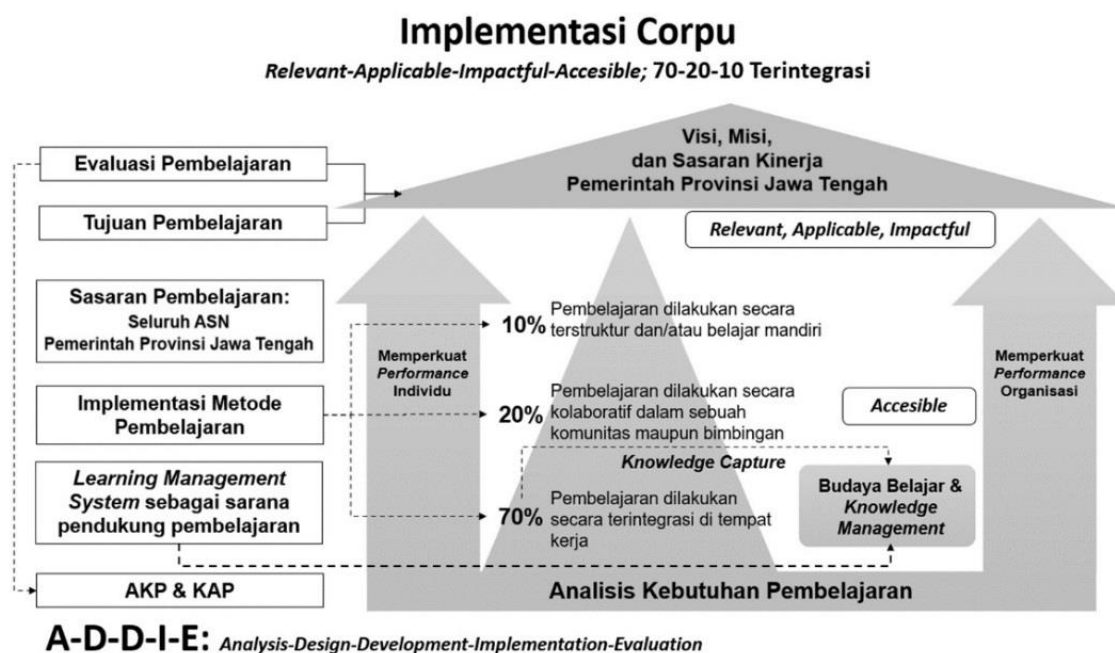 Implementasi Corpu
Relevant-Applicable-Impactful-Accesible; 70-20-10 Terintegrasi
Evaluasi Pembelajaran
Tujuan Pembelajaran
Sasaran Pembelajaran:
Seluruh ASN
Pemerintah Provinsi Jawa Tengah
Implementasi Metode
Pembelajaran
Learning Management
System sebagai sarana
pendukung pembelajaran
AKP & KAP
Visi, Misi,
dan Sasaran Kinerja
Pemerintah Provinsi Jawa Tengah
Relevant, Applicable, Impactful
Memperkuat
Performance
Individu
10%
Pembelajaran dilakukan secara
terstruktur dan/atau belajar mandiri
20%
Pembelajaran dilakukan secara
kolaboratif dalam sebuah
komunitas maupun bimbingan
Knowledge Capture
70%
Pembelajaran dilakukan
secara terintegrasi di tempat
kerja
Memperkuat
Performance
Organisasi
Accesible
Budaya Belajar &
Knowledge
Management
Analisis Kebutuhan Pembelajaran
A-D-D-I-E: Analysis-Design-Development-Implementation-Evaluation